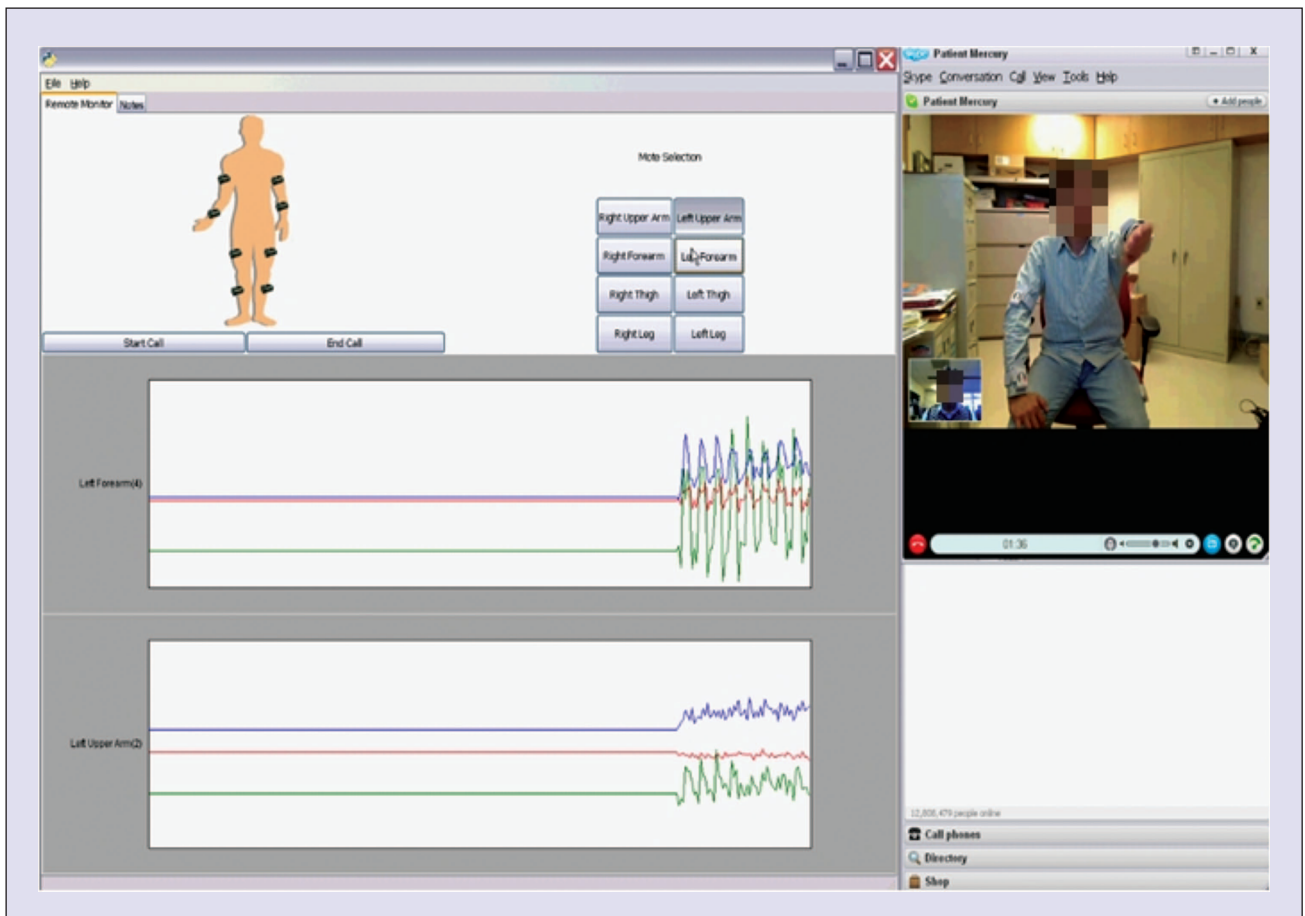 File Help
Remote Monitor Notes
Mote Selection
Right Upper Arm Left Upper Arm
Right Forearm Forearm
Right Thigh Left Thigh
Right Leg Left Leg
Start Call End Call
Left Forearm(4)
Left Upper Arm(2)
Patient Mercury
Skype Conversation Call View Tools Help
Patient Mercury
+ Add people
01:36
people online
Call phones
Directory
Shop